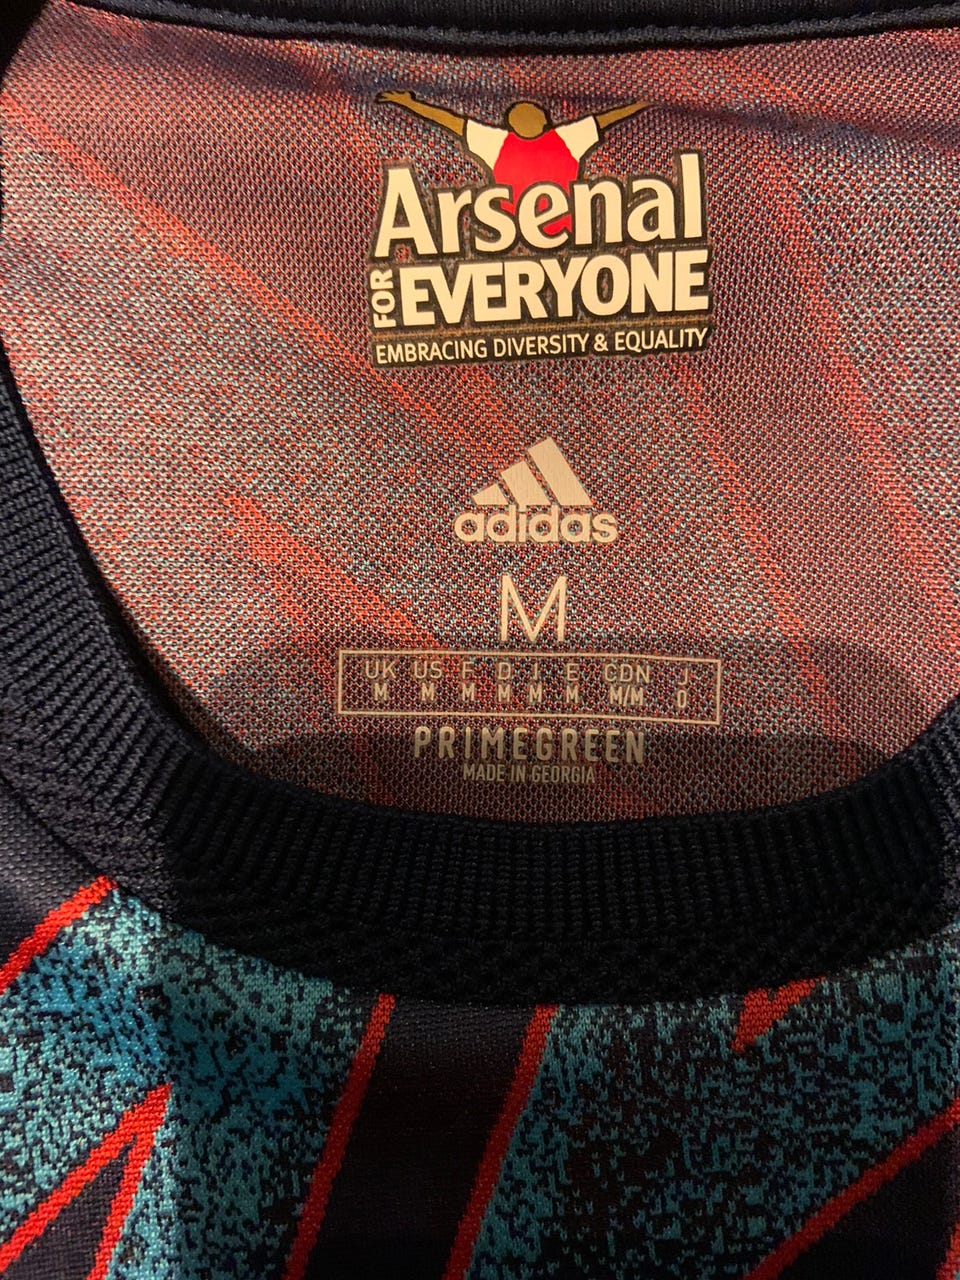 Arsenal
FOR EVERYONE
EMBRACING DIVERSITY & EQUALITY
adidas
M
UK US F D I E CDN J
M M M M M M M/M O
PRIMEGREEN
MADE IN GEORGIA